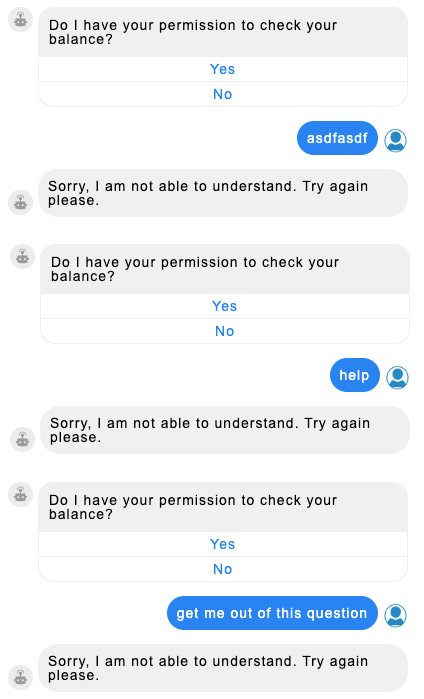 Do I have your permission to check your
balance?
Yes
No
asdfasdf
Sorry, I am not able to understand. Try again
please.
Do I have your permission to check your
balance?
Yes
No
help
Sorry, I am not able to understand. Try again
please.
Do I have your permission to check your
balance?
Yes
No
get me out of this question
Sorry, I am not able to understand. Try again
please.